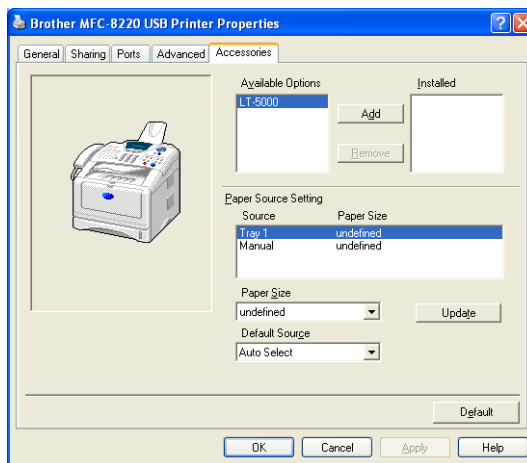 Brother MFC-8220 USB Printer Properties
General Sharing Ports Advanced Accessories
Available Options Installed
LT-5000
Add
Remove
Paper Source Setting
Source Paper Size
Tray 1 undefined
Manual undefined
Paper Size
undefined Update
Default Source
Auto Select
Default
OK Cancel Apply Help